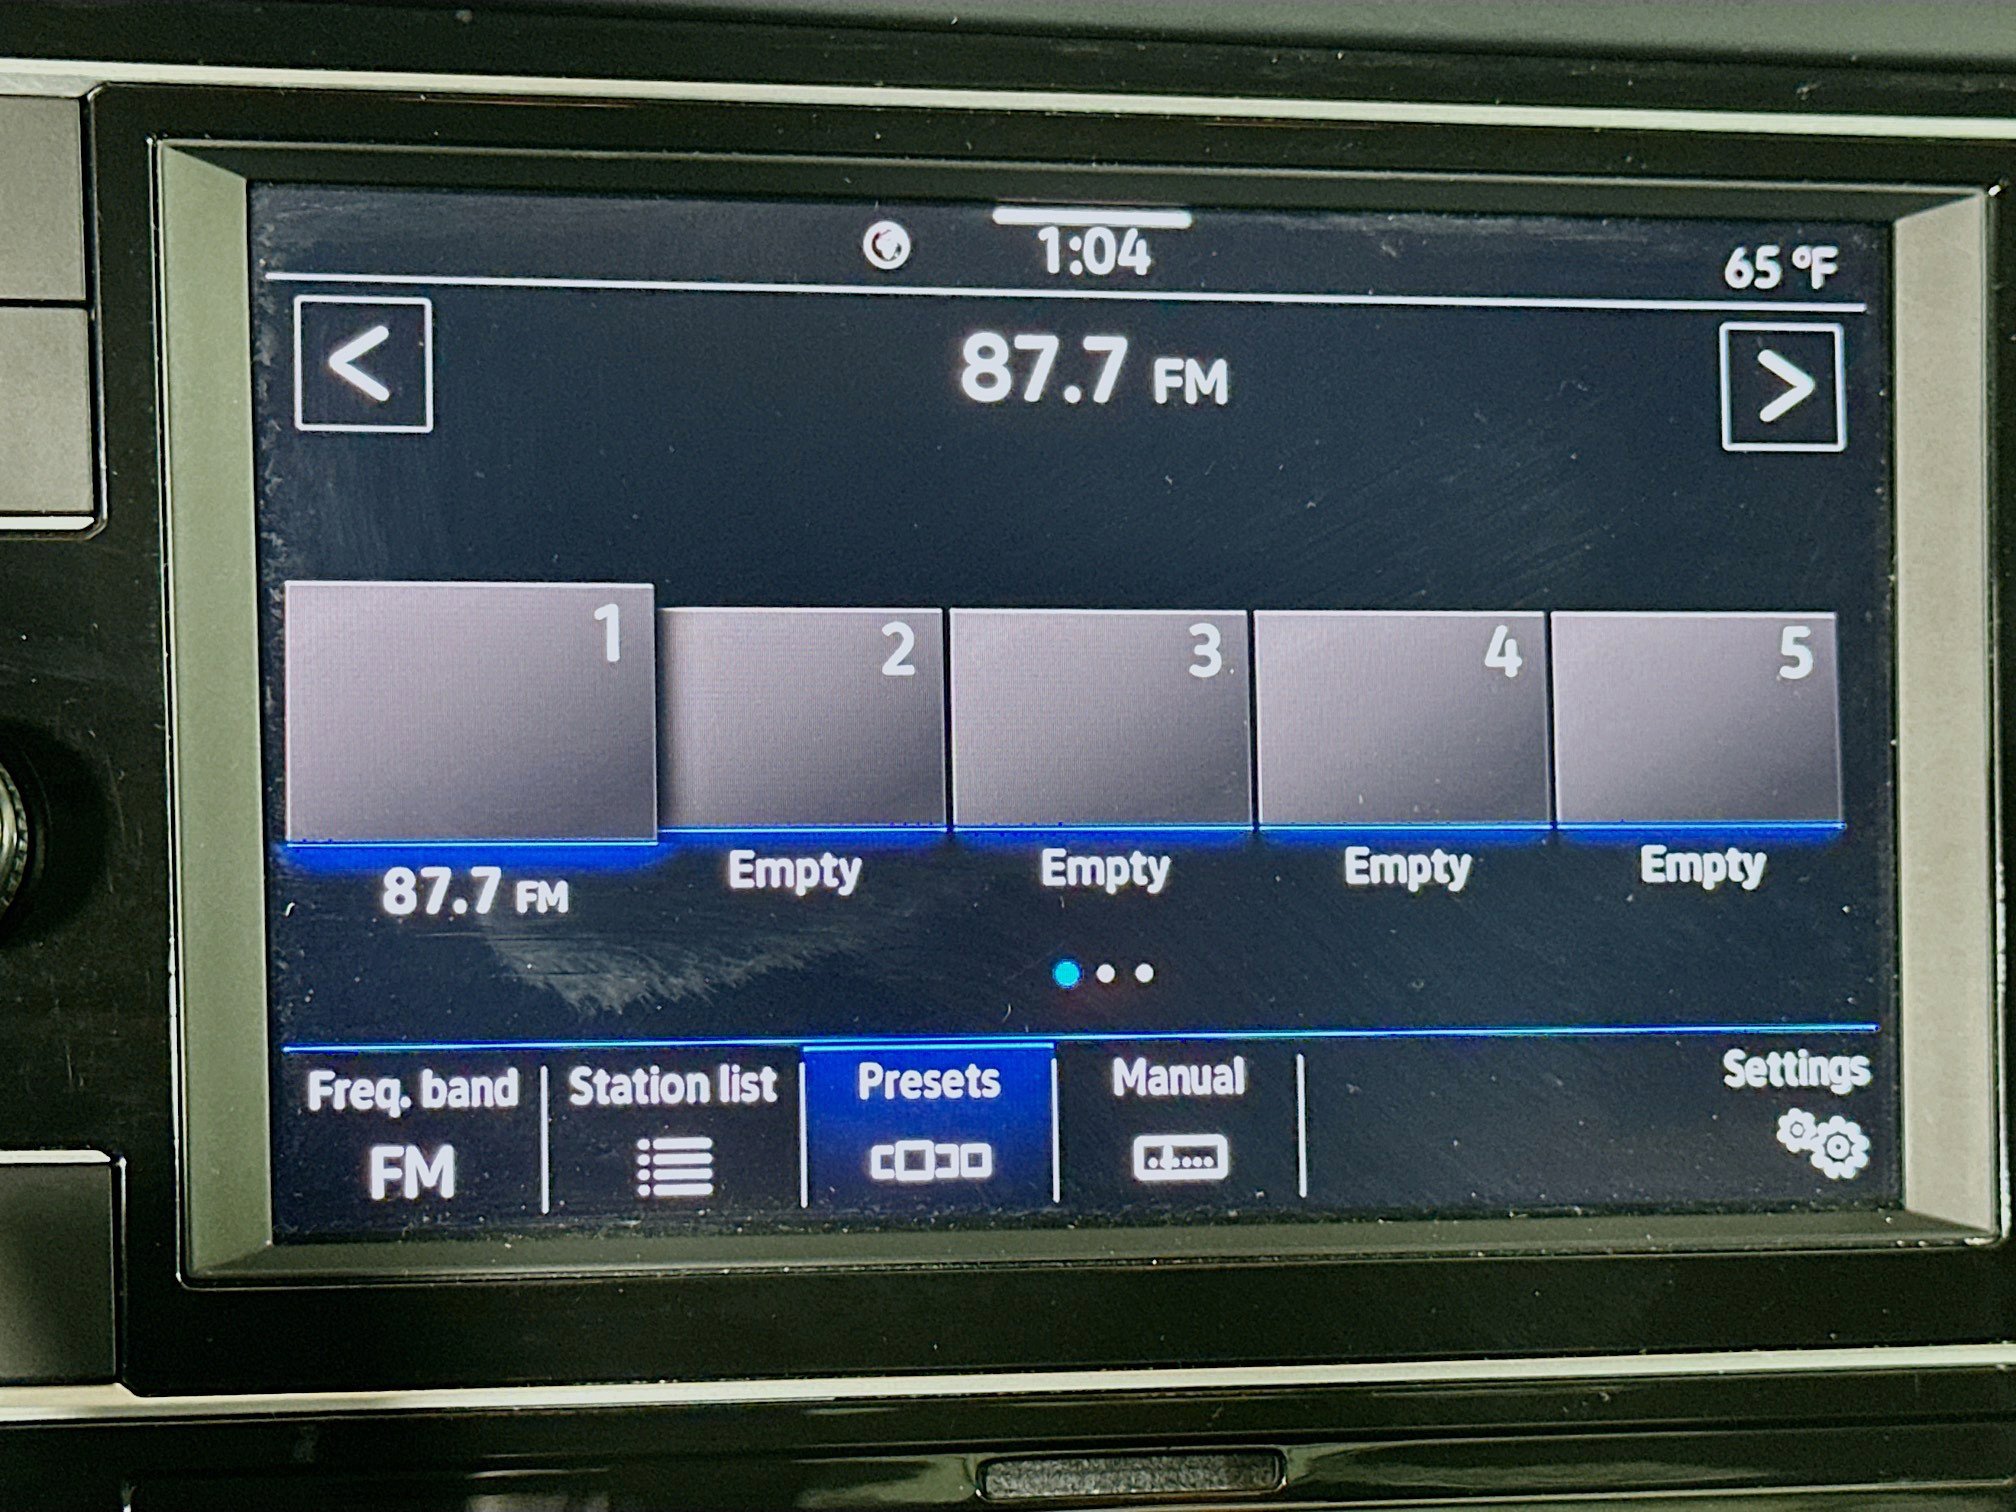 1:04
65 °F
87.7 FM
1
2
3
4
5
87.7 FM
Empty
Empty
Empty
Empty
Freq. band
Station list
Presets
Manual
Settings
FM